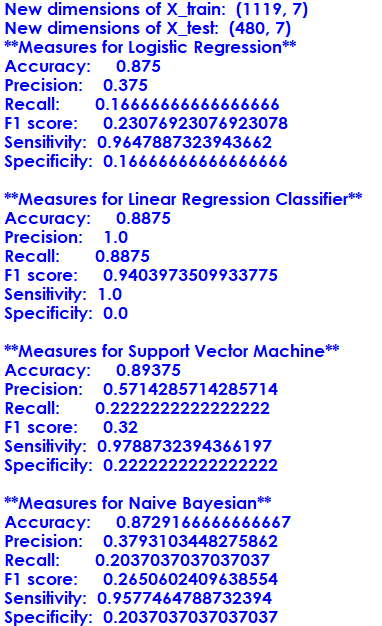 New dimensions of X_train: (1119, 7)
New dimensions of X_test: (480, 7)
**Measures for Logistic Regression**
Accuracy: 0.875
Precision: 0.375
Recall: 0.16666666666666666
F1 score: 0.23076923076923078
Sensitivity: 0.9647887323943662
Specificity: 0.16666666666666666
**Measures for Linear Regression Classifier**
Accuracy: 0.8875
Precision: 1.0
Recall: 0.8875
F1 score: 0.9403973509933775
Sensitivity: 1.0
Specificity: 0.0
**Measures for Support Vector Machine**
Accuracy: 0.89375
Precision: 0.5714285714285714
Recall: 0.2222222222222222
F1 score: 0.32
Sensitivity: 0.9788732394366197
Specificity: 0.2222222222222222
**Measures for Naive Bayesian**
Accuracy: 0.8729166666666667
Precision: 0.3793103448275862
Recall: 0.2037037037037037
F1 score: 0.2650602409638554
Sensitivity: 0.9577464788732394
Specificity: 0.2037037037037037